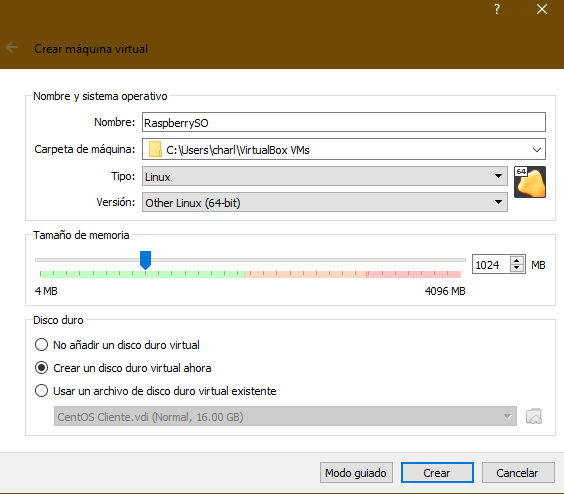 ?
Crear máquina virtual
Nombre y sistema operativo
Nombre: RaspberrySO
Carpeta de máquina: C:\Users\charl\VirtualBox VMs
Tipo: Linux
64
Versión: Other Linux (64-bit)
Tamaño de memoria
1024 MB
4 MB 4096 MB
Disco duro
No añadir un disco duro virtual
Crear un disco duro virtual ahora
Usar un archivo de disco duro virtual existente
CentOS Cliente.vdi (Normal, 16.00 GB)
Modo guiado Crear Cancelar